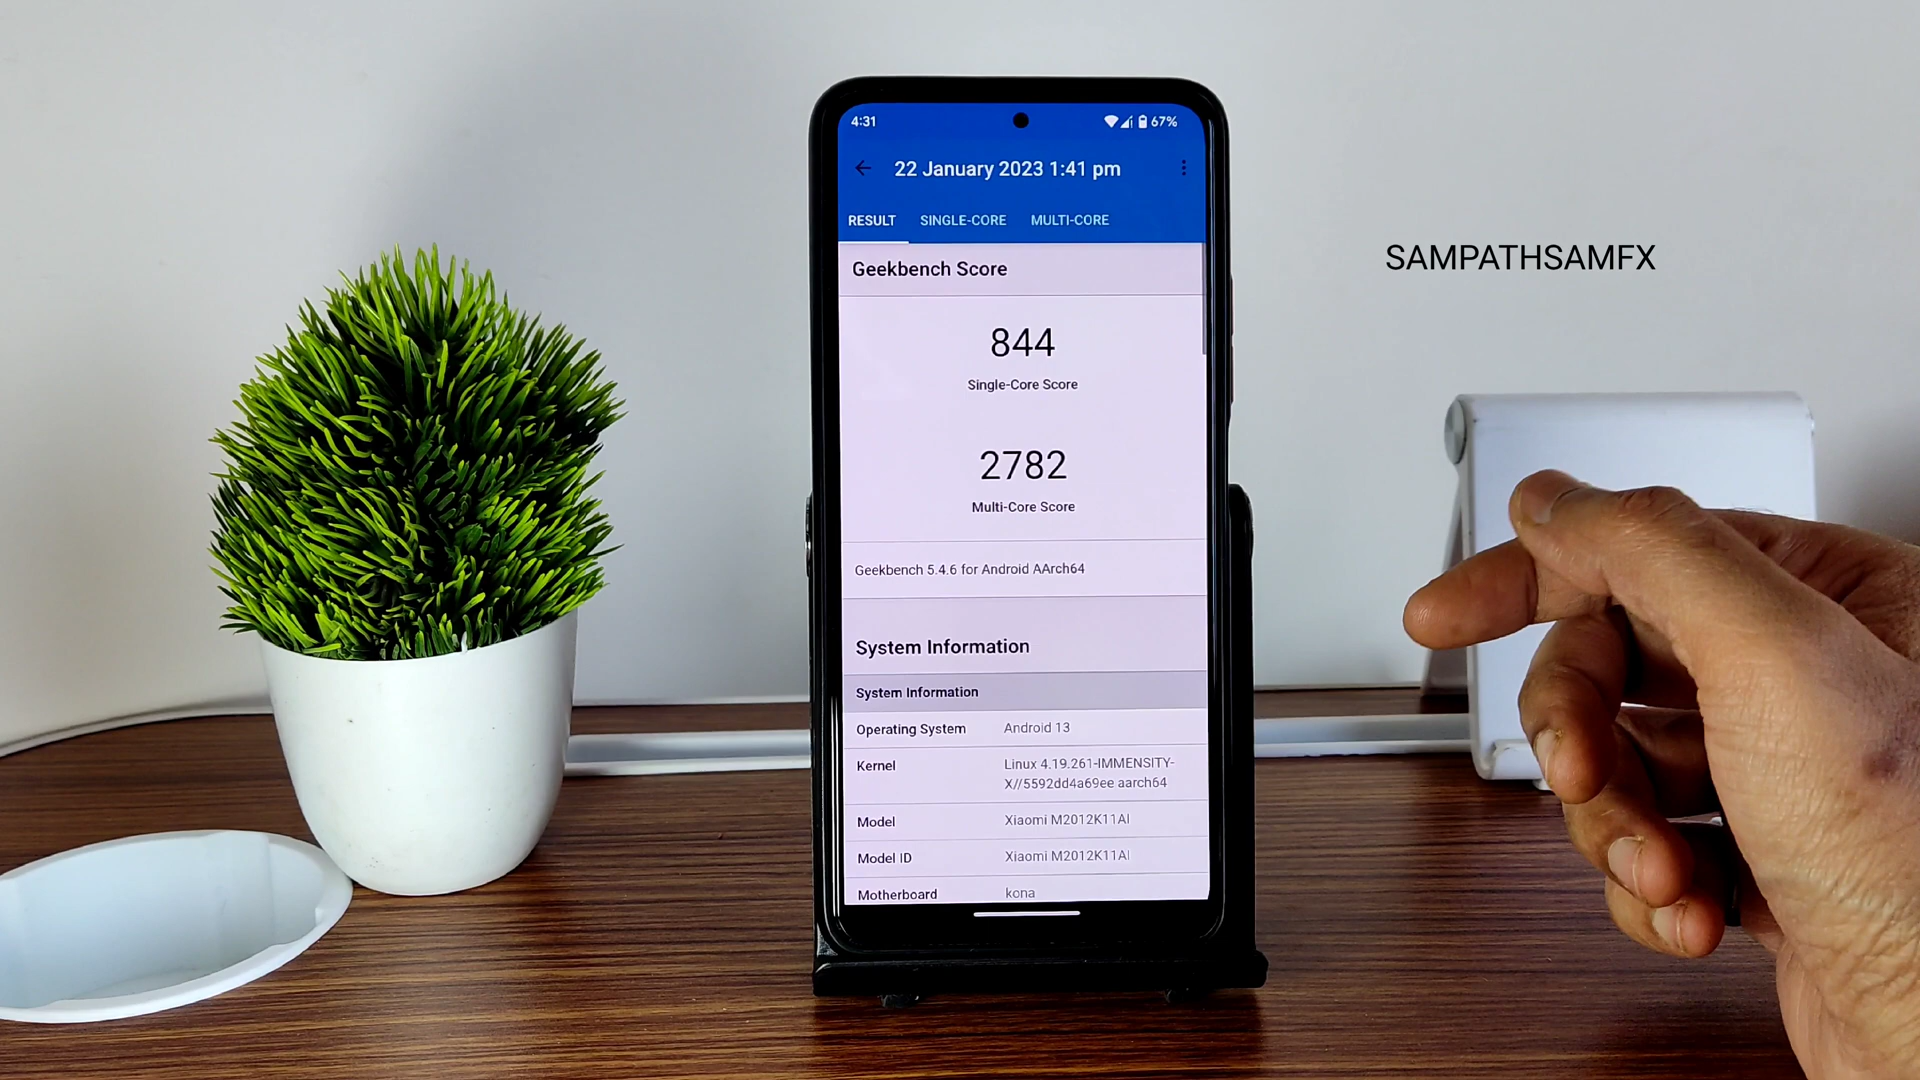 4:31
67%
22 January 2023 1:41 pm
RESULT SINGLE-CORE MULTI-CORE
Geekbench Score
844
Single-Core Score
2782
Multi-Core Score
Geekbench 5.4.6 for Android AArch64
System Information
System Information
Operating System Android 13
Kernel Linux 4.19.261-IMMENSITY-
X//5592dd4a69ee aarch64
Model Xiaomi M2012K11AI
Model ID Xiaomi M2012K11AI
Motherboard kona
SAMPATHSAMFX